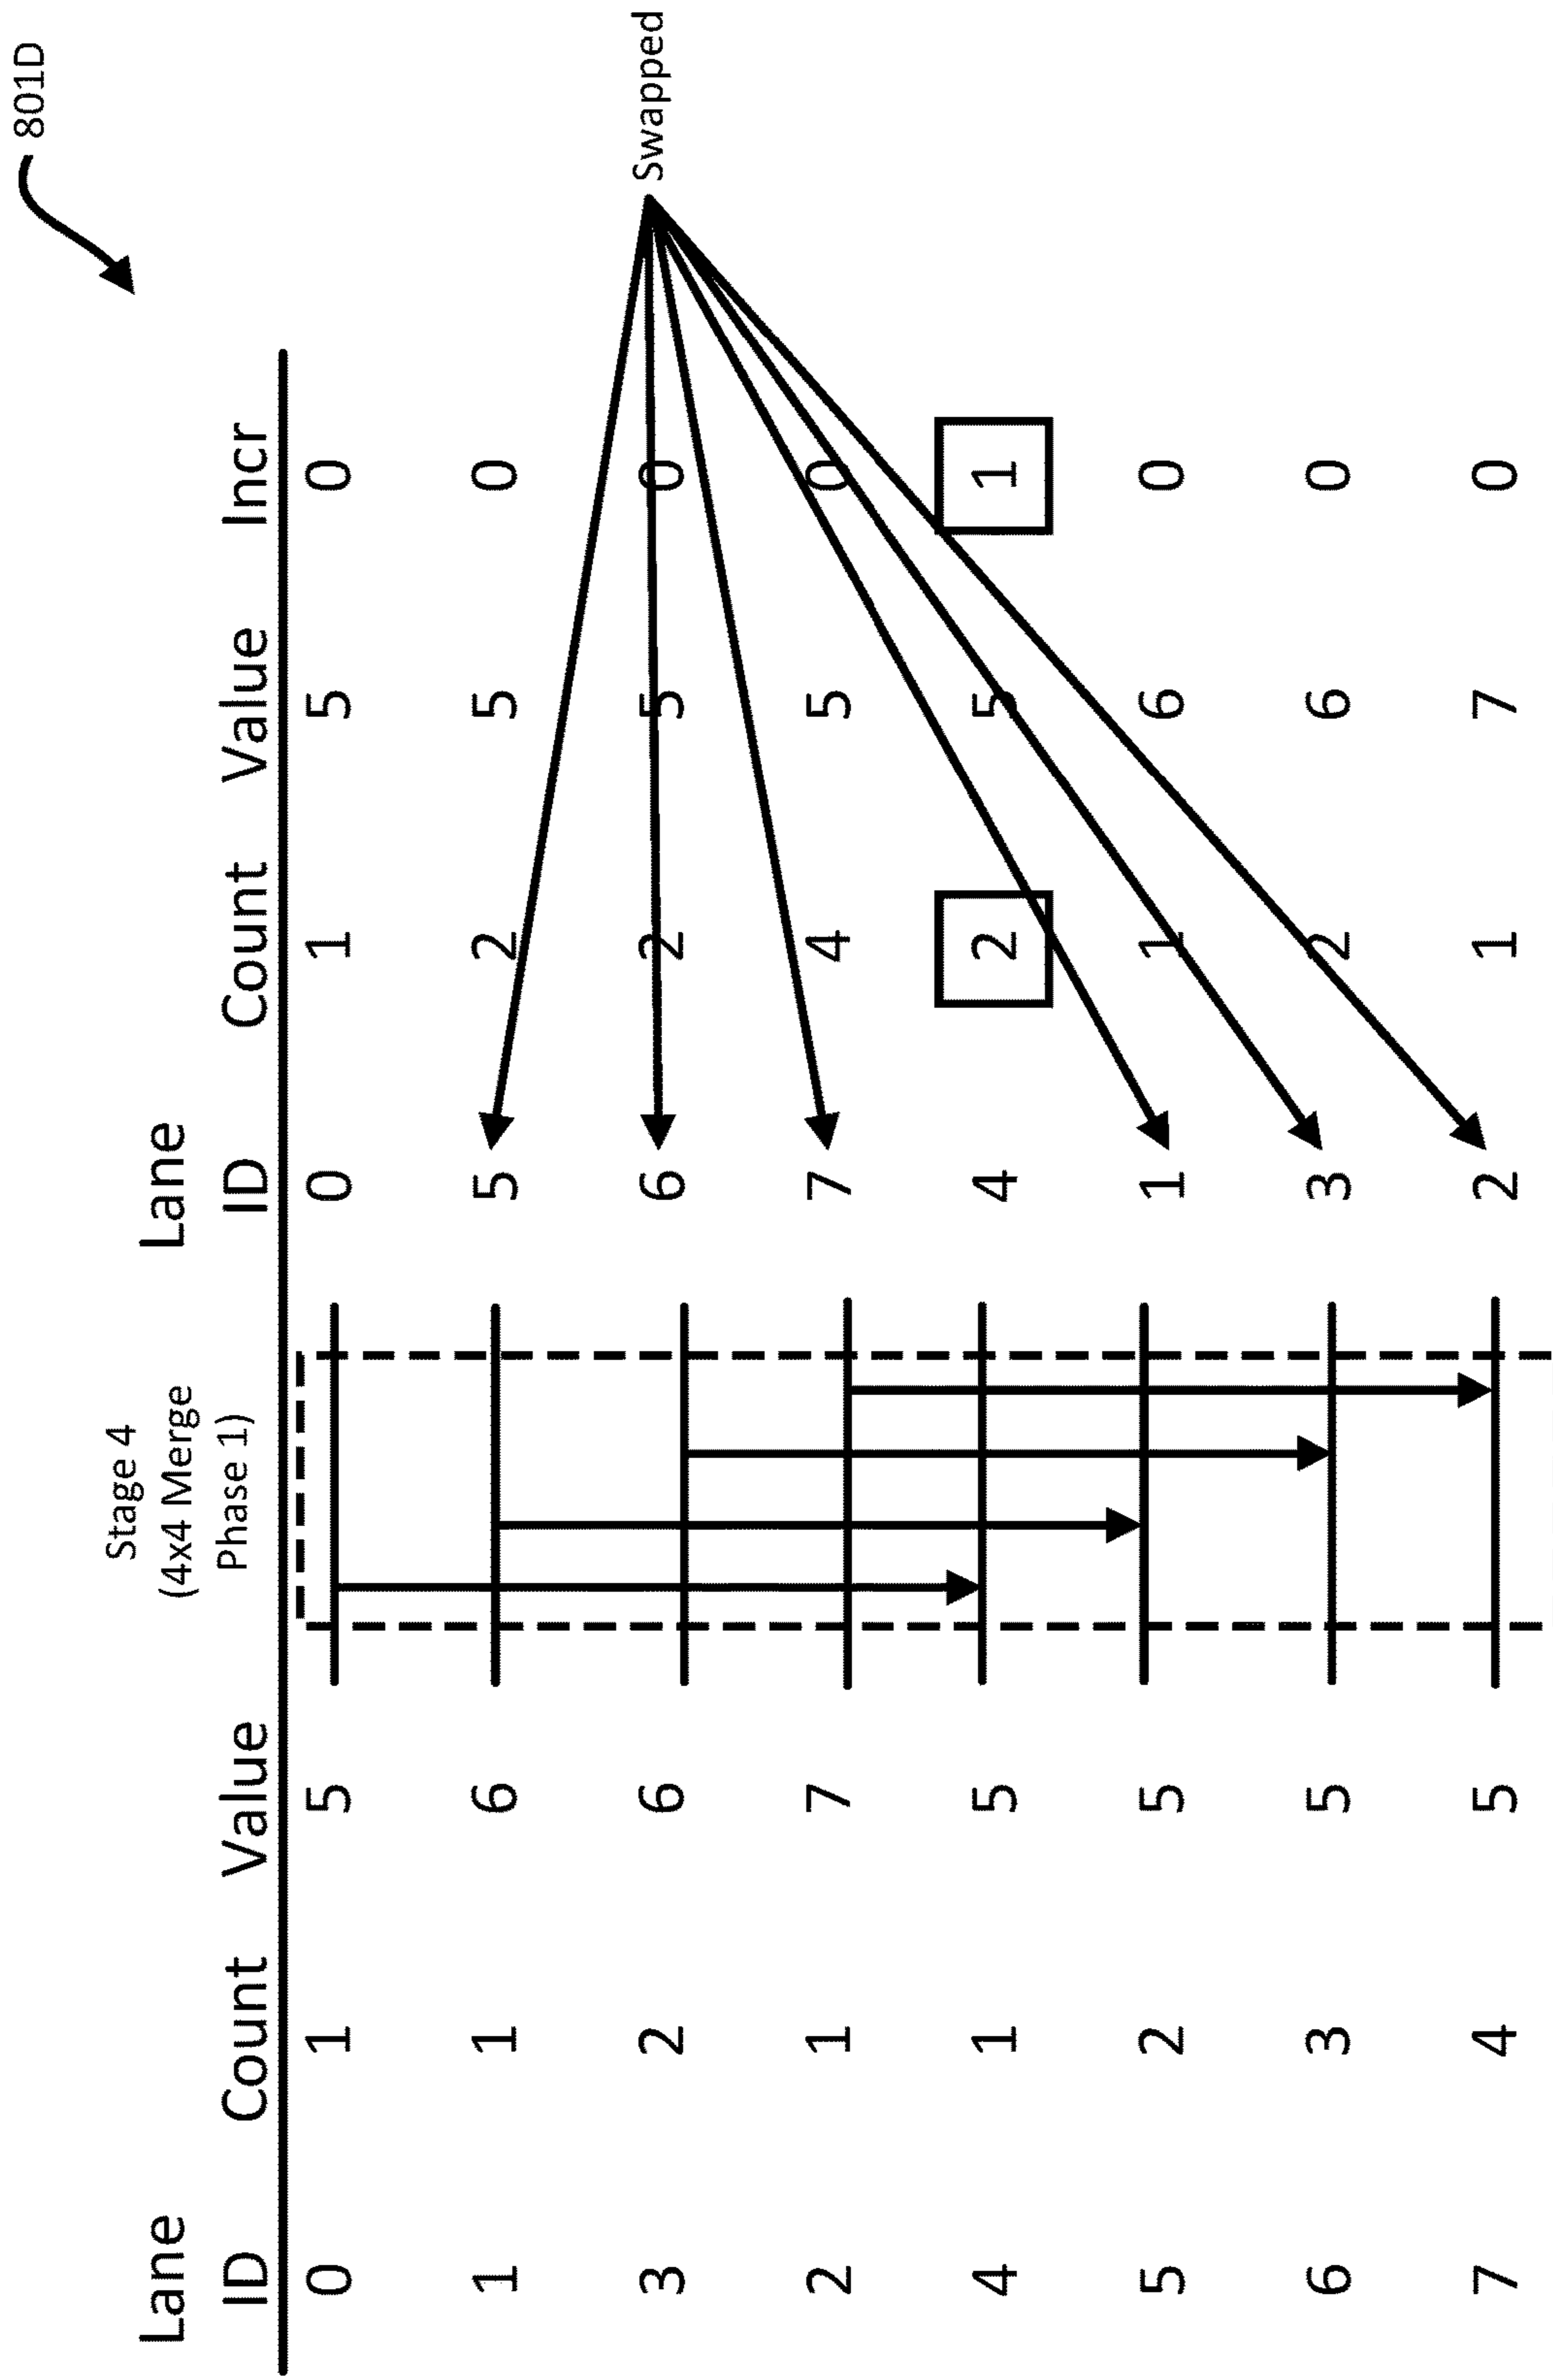 801D
Stage 4
(4x4 Merge
Phase 1)
Lane Lane
ID Count Value ID Count Value Incr
0 1 5 0 1 5 0
1 1 6 5 2 5 0
3 2 6 6 2 5 0
Swapped
2 1 7 7 4 5 0
4 1 5 4 2 5 1
5 2 5 1 1 6 0
6 3 5 3 2 6 0
7 4 5 2 1 7 0